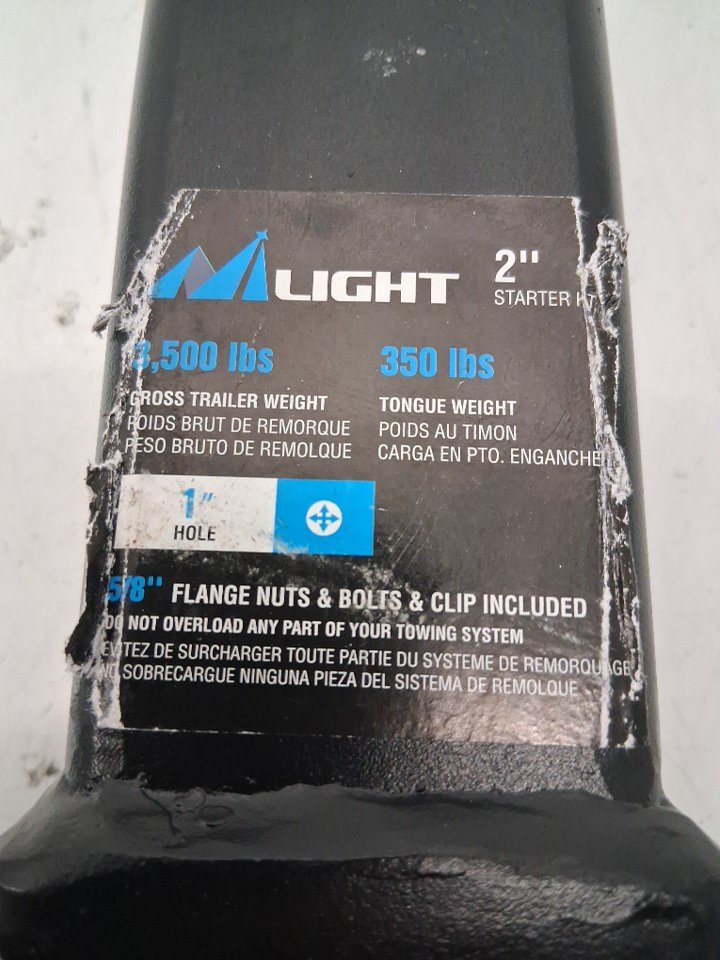 LIGHT
2"
STARTER KIT
3,500 lbs
350 lbs
GROSS TRAILER WEIGHT
TONGUE WEIGHT
POIDS BRUT DE REMORQUE
POIDS AU TIMON
PESO BRUTO DE REMOLQUE
CARGA EN PTO. ENGANCHE
1"
HOLE
5/8" FLANGE NUTS & BOLTS & CLIP INCLUDED
DO NOT OVERLOAD ANY PART OF YOUR TOWING SYSTEM
EVITEZ DE SURCHARGER TOUTE PARTIE DU SYSTEME DE REMORQUAGE
NO SOBRECARGUE NINGUNA PIEZA DEL SISTEMA DE REMOLQUE